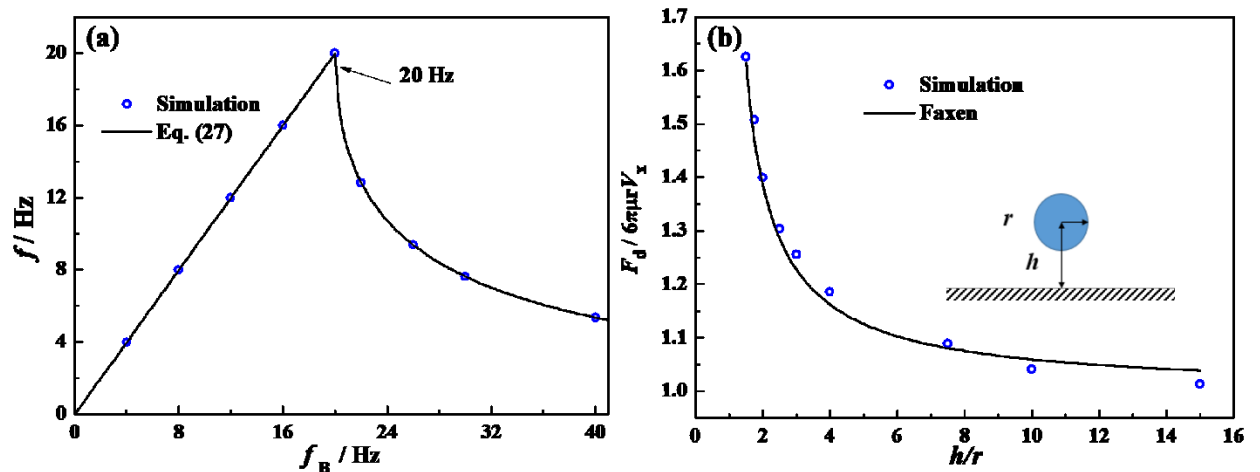 (a)
20
16
12
8
4
0
f / Hz
Simulation
Eq. (27)
20 Hz
0 8 16 24 32 40
f_B / Hz
(b)
1.7
1.6
1.5
1.4
1.3
1.2
1.1
1.0
F_d / 6πμrV_x
Simulation
Faxen
r
h
0 2 4 6 8 10 12 14 16
h/r